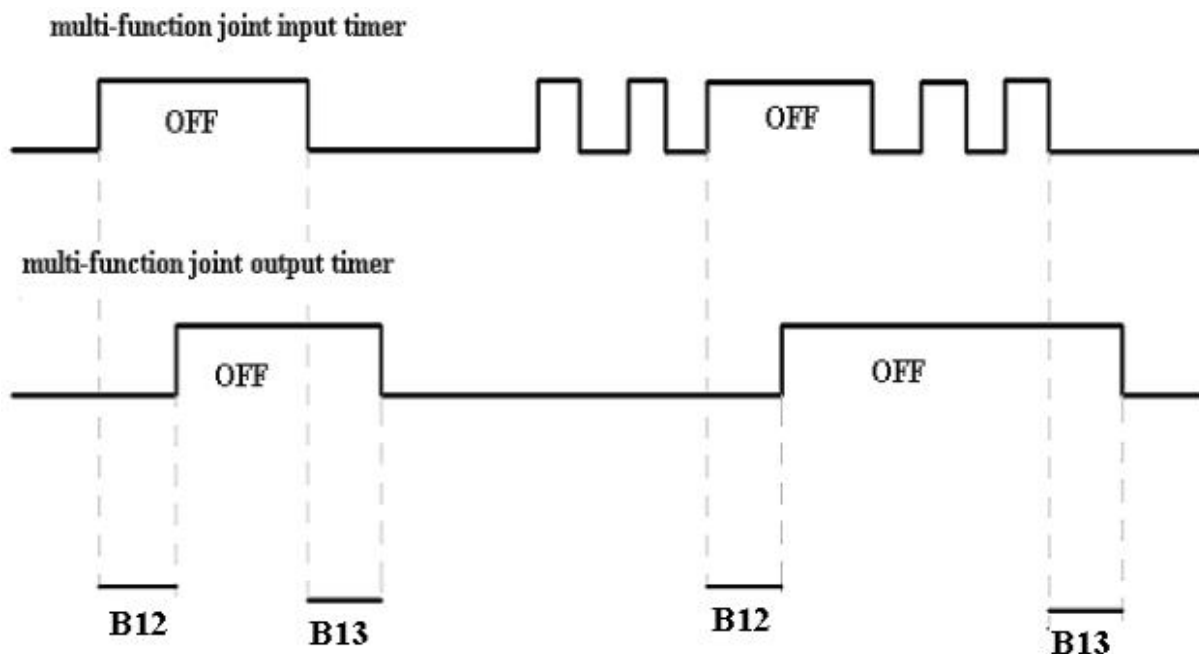 multi-function joint input timer
OFF
OFF
multi-function joint output timer
OFF
OFF
B12
B13
B12
B13